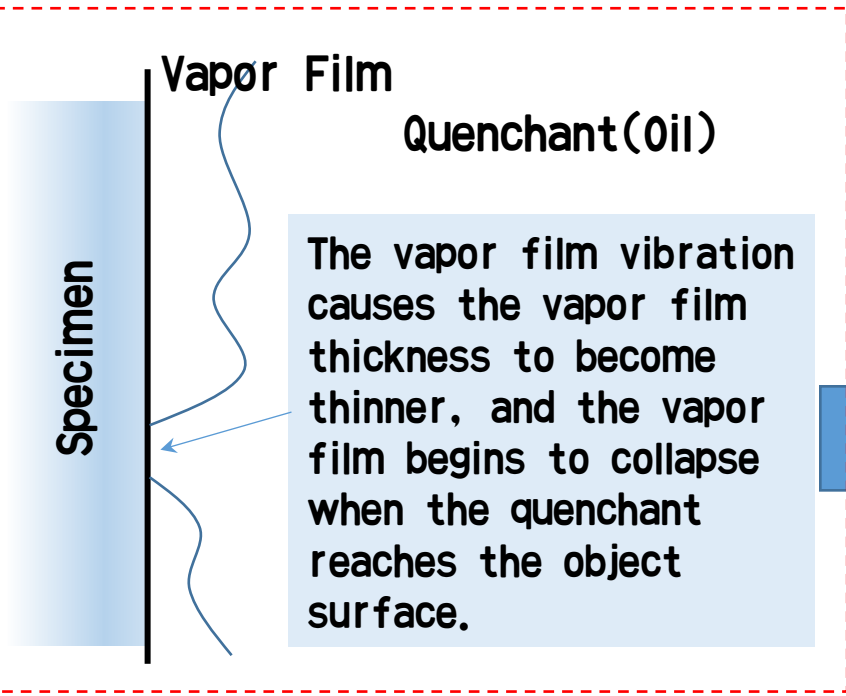 Vapor Film
Quenchant(Oil)
Specimen
The vapor film vibration
causes the vapor film
thickness to become
thinner, and the vapor
film begins to collapse
when the quenchant
reaches the object
surface.